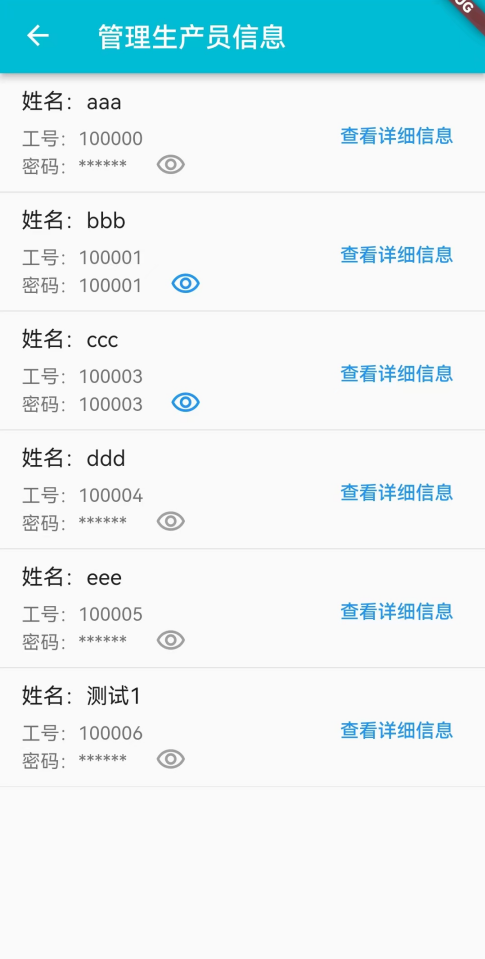 管理生产员信息
姓名：aaa
工号：100000
查看详细信息
密码：******
姓名：bbb
工号：100001
查看详细信息
密码：100001
姓名：ccc
工号：100003
查看详细信息
密码：100003
姓名：ddd
工号：100004
查看详细信息
密码：******
姓名：eee
工号：100005
查看详细信息
密码：******
姓名：测试1
工号：100006
查看详细信息
密码：******